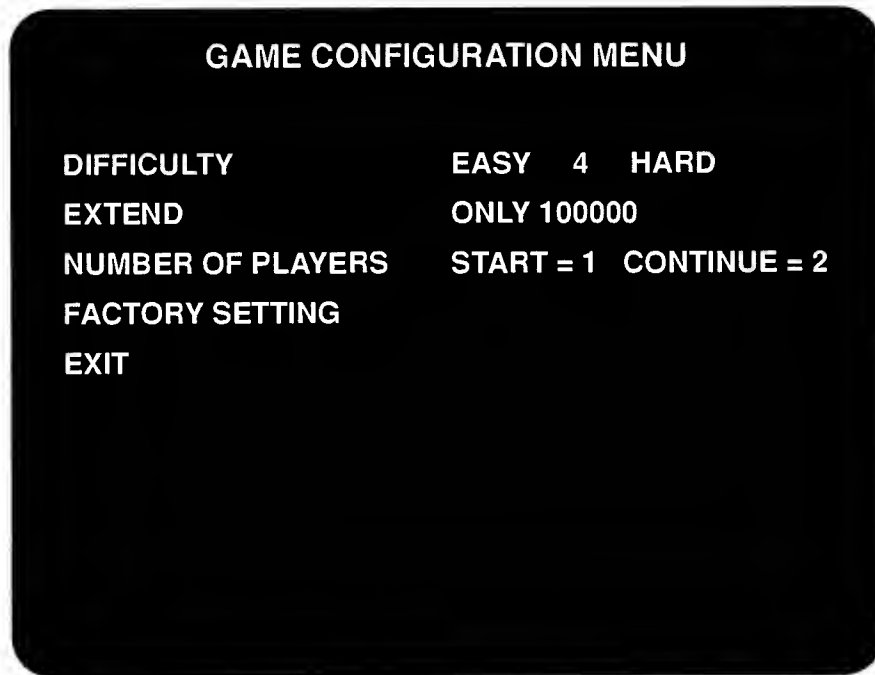 GAME CONFIGURATION MENU
DIFFICULTY EASY 4 HARD
EXTEND ONLY 100000
NUMBER OF PLAYERS START = 1 CONTINUE = 2
FACTORY SETTING
EXIT